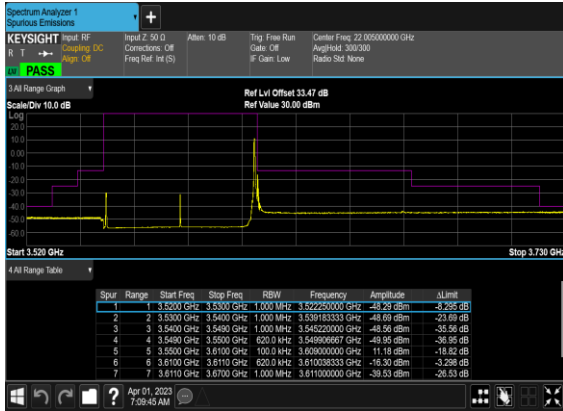 Spectrum Analyzer 1
Spurious Emissions
+
KEYSIGHT Input: RF Input Z: 50 Ω Atten: 10 dB Trig: Free Run Center Freq: 22.005000000 GHz
R T Coupling: DC Corrections: Off Gate: Off Avg|Hold: 300/300
Align: Off Freq Ref: Int (S) IF Gain: Low Radio Std: None
PASS
3 All Range Graph
Ref Lvl Offset 33.47 dB
Scale/Div 10.0 dB Ref Value 30.00 dBm
Log
20.0
10.0
0.00
-10.0
-20.0
-30.0
-40.0
-50.0
-60.0
Start 3.520 GHz Stop 3.730 GHz
4 All Range Table
Spur Range Start Freq Stop Freq RBW Frequency Amplitude ΔLimit
1 1 3.5200 GHz 3.5300 GHz 1.000 MHz 3.522250000 GHz -48.29 dBm -8.295 dB
2 2 3.5300 GHz 3.5400 GHz 1.000 MHz 3.539183333 GHz -48.69 dBm -23.69 dB
3 3 3.5400 GHz 3.5490 GHz 1.000 MHz 3.545220000 GHz -48.56 dBm -35.56 dB
4 4 3.5490 GHz 3.5500 GHz 620.0 kHz 3.549906667 GHz -49.95 dBm -36.95 dB
5 5 3.5500 GHz 3.6100 GHz 100.0 kHz 3.609000000 GHz 11.18 dBm -18.82 dB
6 6 3.6100 GHz 3.6110 GHz 620.0 kHz 3.610038333 GHz -16.30 dBm -3.298 dB
7 7 3.6110 GHz 3.6700 GHz 1.000 MHz 3.611000000 GHz -39.53 dBm -26.53 dB
? Apr 01, 2023
7:09:45 AM